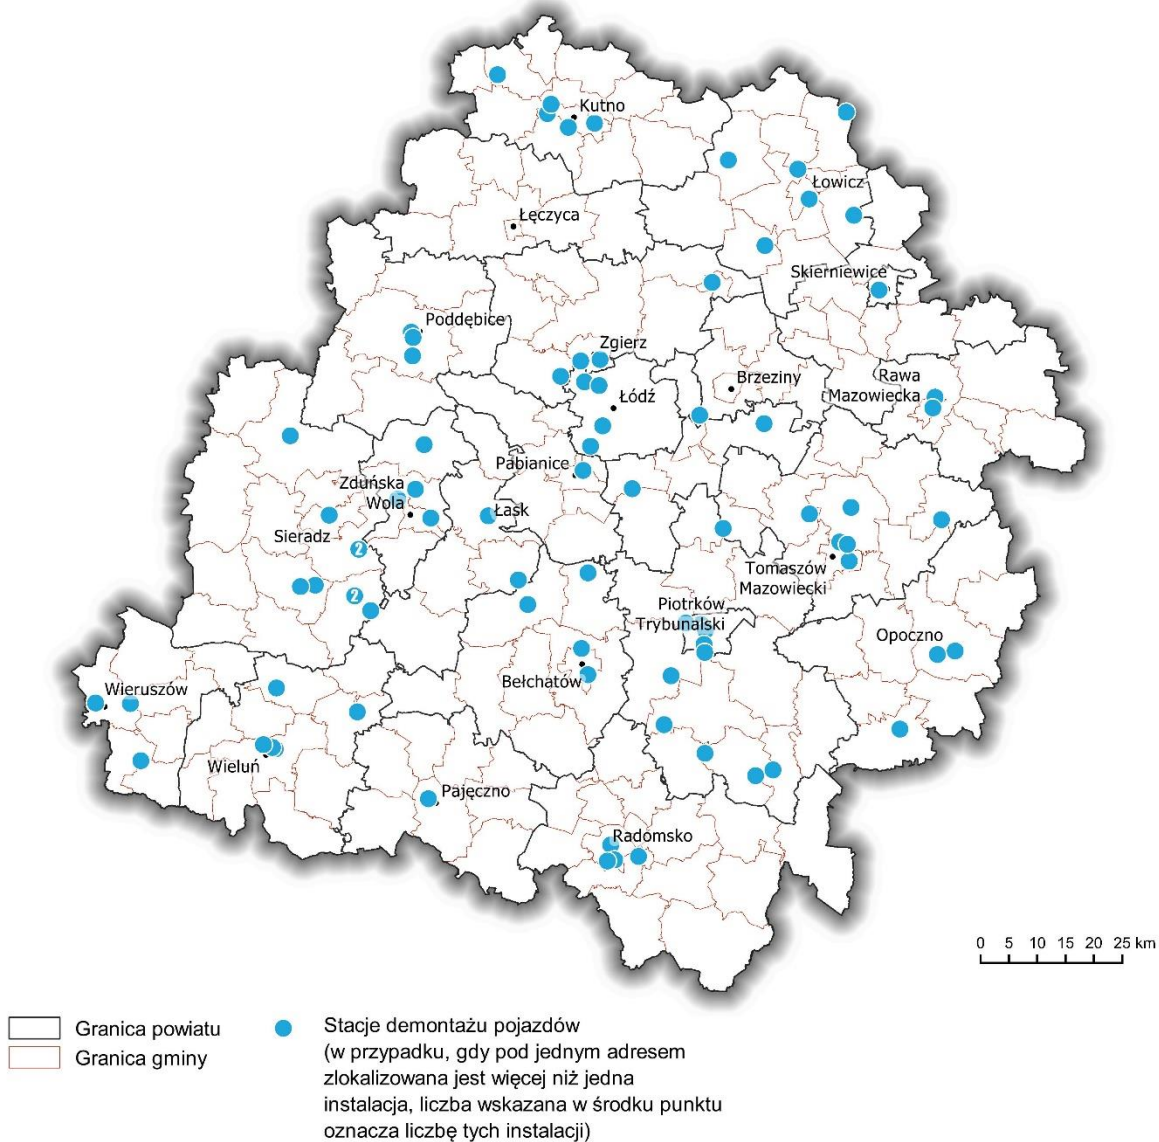 Kutno
Łowicz
Łęczyca
Skierniewice
Poddębice
Zgierz
Brzeziny
Rawa
Mazowiecka
Łódź
Pabianice
Zduńska
Wola
Łask
Sieradz
2
Tomaszów
Mazowiecki
2
Piotrków
Trybunalski
Opoczno
Bełchatów
Wieruszów
Wieluń
Pajęczno
Radomsko
0 5 10 15 20 25 km
Granica powiatu
Granica gminy
Stacje demontażu pojazdów
(w przypadku, gdy pod jednym adresem
zlokalizowana jest więcej niż jedna
instalacja, liczba wskazana w środku punktu
oznacza liczbę tych instalacji)